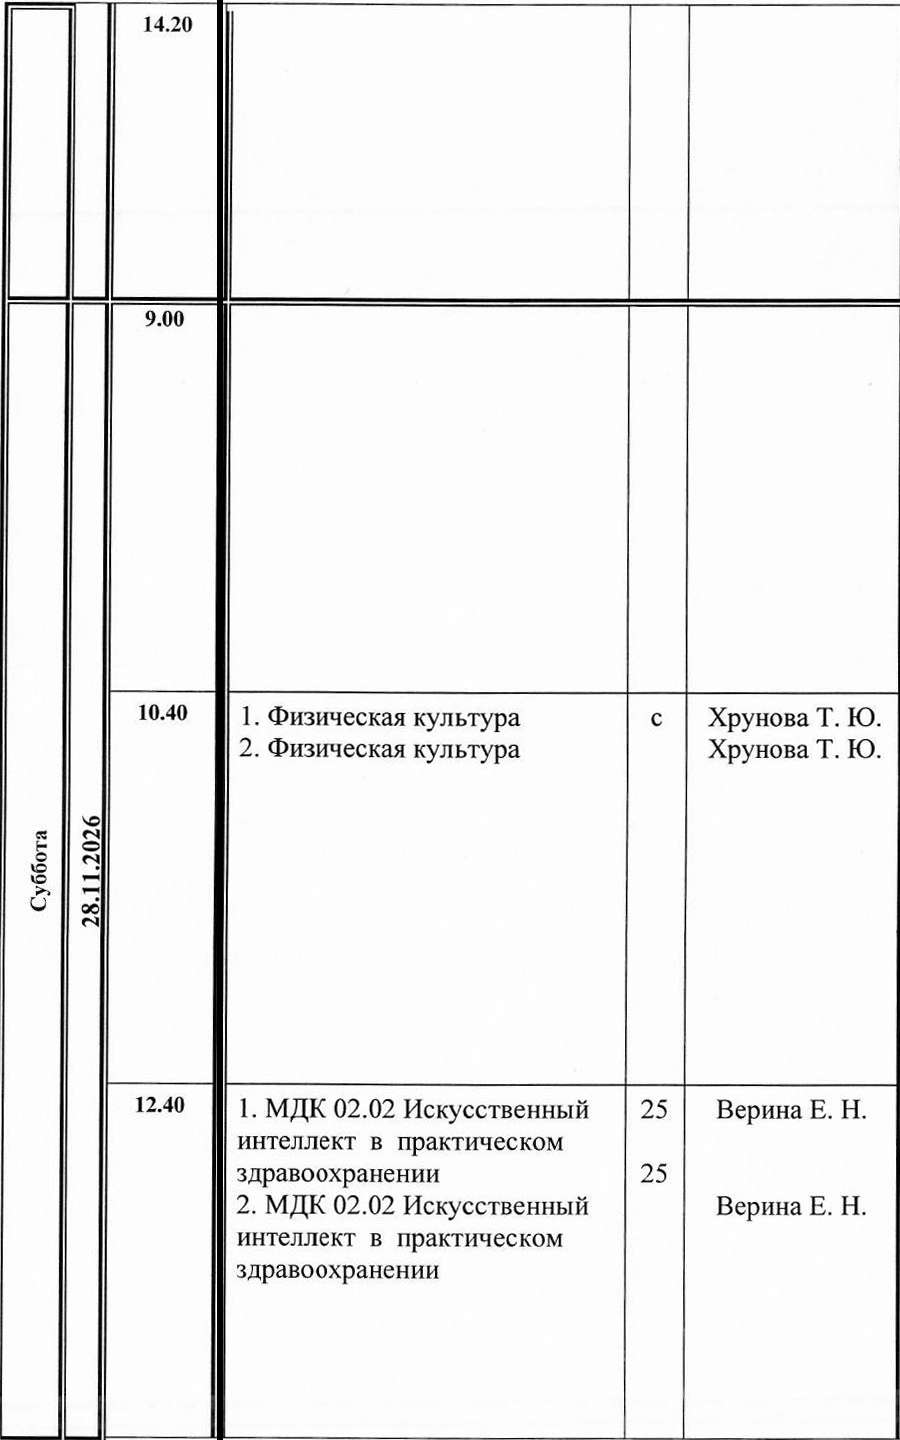 14.20
9.00
Суббота
28.11.2026
10.40
1. Физическая культура
с
Хрунова Т. Ю.
2. Физическая культура
Хрунова Т. Ю.
12.40
1. МДК 02.02 Искусственный
25
Верина Е. Н.
интеллект в практическом
здравоохранении
25
2. МДК 02.02 Искусственный
Верина Е. Н.
интеллект в практическом
здравоохранении